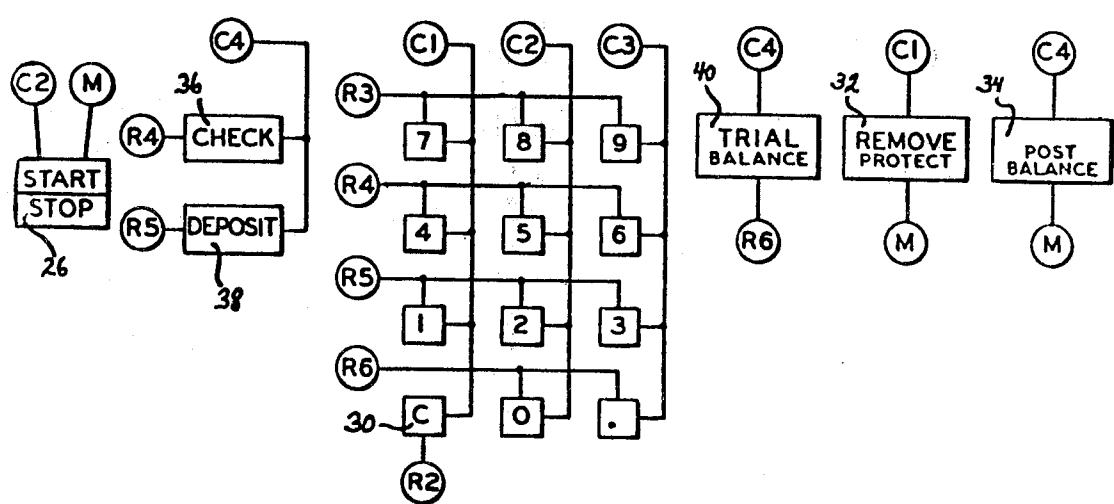 C2 M
START
STOP
26
C4
36
R4 CHECK
R5 DEPOSIT
38
C1 C2 C3
R3
7 8 9
R4
4 5 6
R5
1 2 3
R6
30 C 0 .
R2
C4
40
TRIAL
BALANCE
R6
C1
32
REMOVE
PROTECT
M
C4
34
POST
BALANCE
M